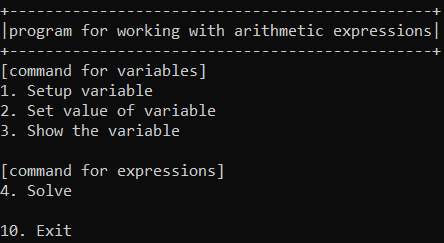 +-----------------------------------------------+
|program for working with arithmetic expressions|
+-----------------------------------------------+
[command for variables]
1. Setup variable
2. Set value of variable
3. Show the variable

[command for expressions]
4. Solve

10. Exit